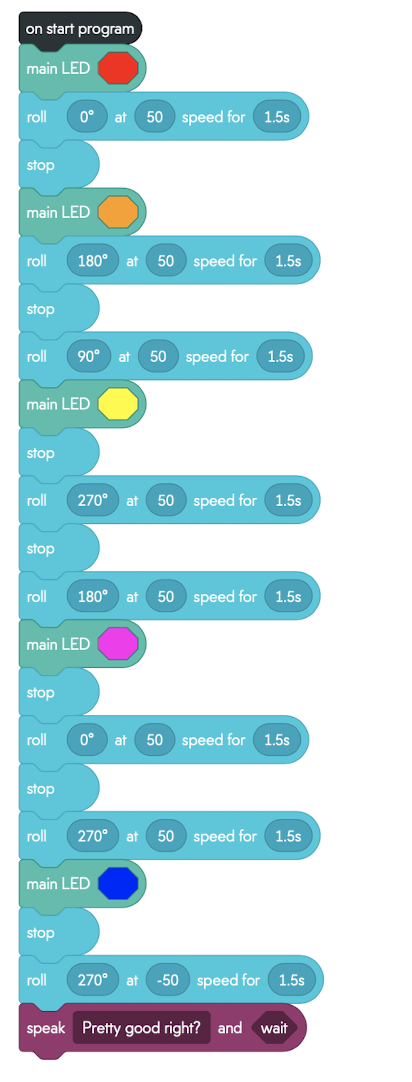 on start program
main LED
roll 0° at 50 speed for 1.5s
stop
main LED
roll 180° at 50 speed for 1.5s
stop
roll 90° at 50 speed for 1.5s
main LED
stop
roll 270° at 50 speed for 1.5s
stop
roll 180° at 50 speed for 1.5s
main LED
stop
roll 0° at 50 speed for 1.5s
stop
roll 270° at 50 speed for 1.5s
main LED
stop
roll 270° at -50 speed for 1.5s
speak Pretty good right? and wait